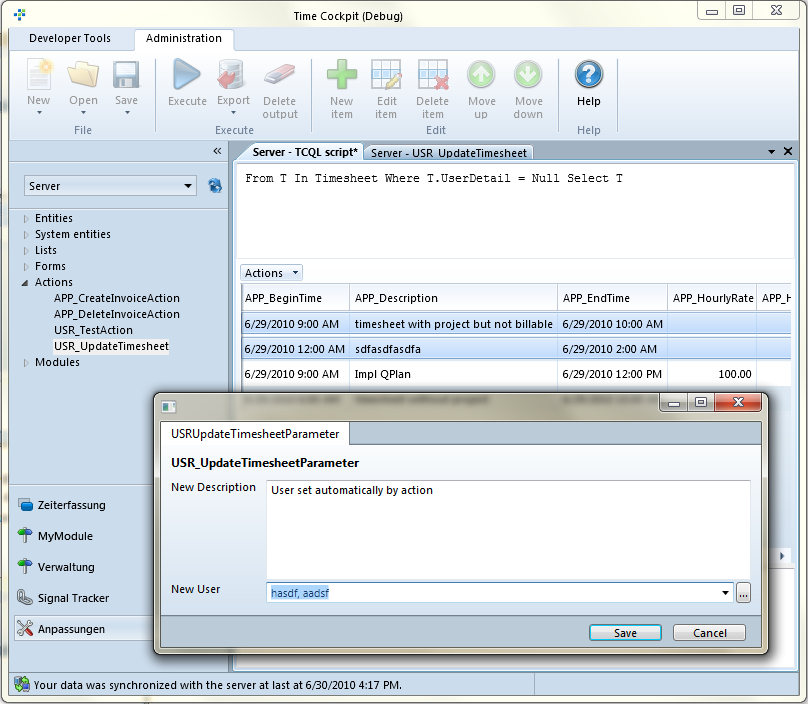 Time Cockpit (Debug)
Developer Tools
Administration
New
Open
Save
Execute
Export
Delete output
New item
Edit item
Delete item
Move up
Move down
Help
File
Execute
Edit
Help
«
Server - TCQL script*
Server - USR_UpdateTimesheet
Server
From T In Timesheet Where T.UserDetail = Null Select T
Entities
System entities
Lists
Forms
Actions
APP_CreateInvoiceAction
APP_DeleteInvoiceAction
USR_TestAction
USR_UpdateTimesheet
Modules
Actions
APP_BeginTime APP_Description APP_EndTime APP_HourlyRate APP_H
6/29/2010 9:00 AM timesheet with project but not billable 6/29/2010 10:00 AM
6/29/2010 12:00 AM sdfasdfasdfa 6/29/2010 2:00 AM
6/29/2010 9:00 AM Impl QPlan 6/29/2010 12:00 PM 100.00
USRUpdateTimesheetParameter
USR_UpdateTimesheetParameter
New Description
User set automatically by action
New User
hasdf, aadsf
...
Save
Cancel
Zeiterfassung
MyModule
Verwaltung
Signal Tracker
Anpassungen
Your data was synchronized with the server at last at 6/30/2010 4:17 PM.